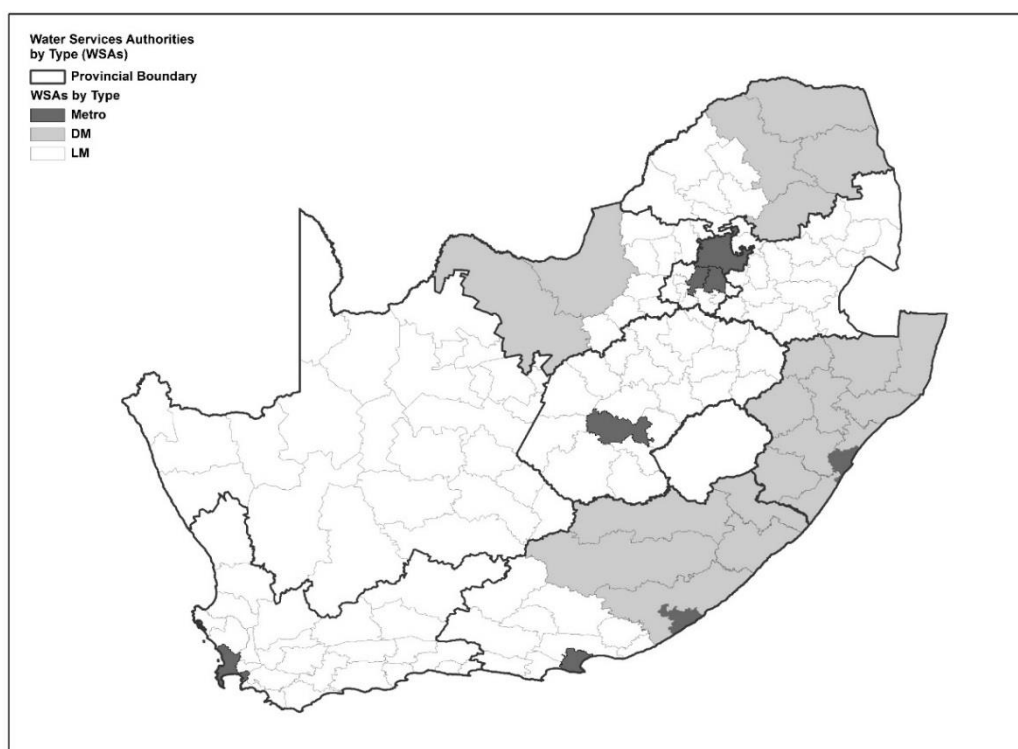 Water Services Authorities
by Type (WSAs)
Provincial Boundary
WSAs by Type
Metro
DM
LM